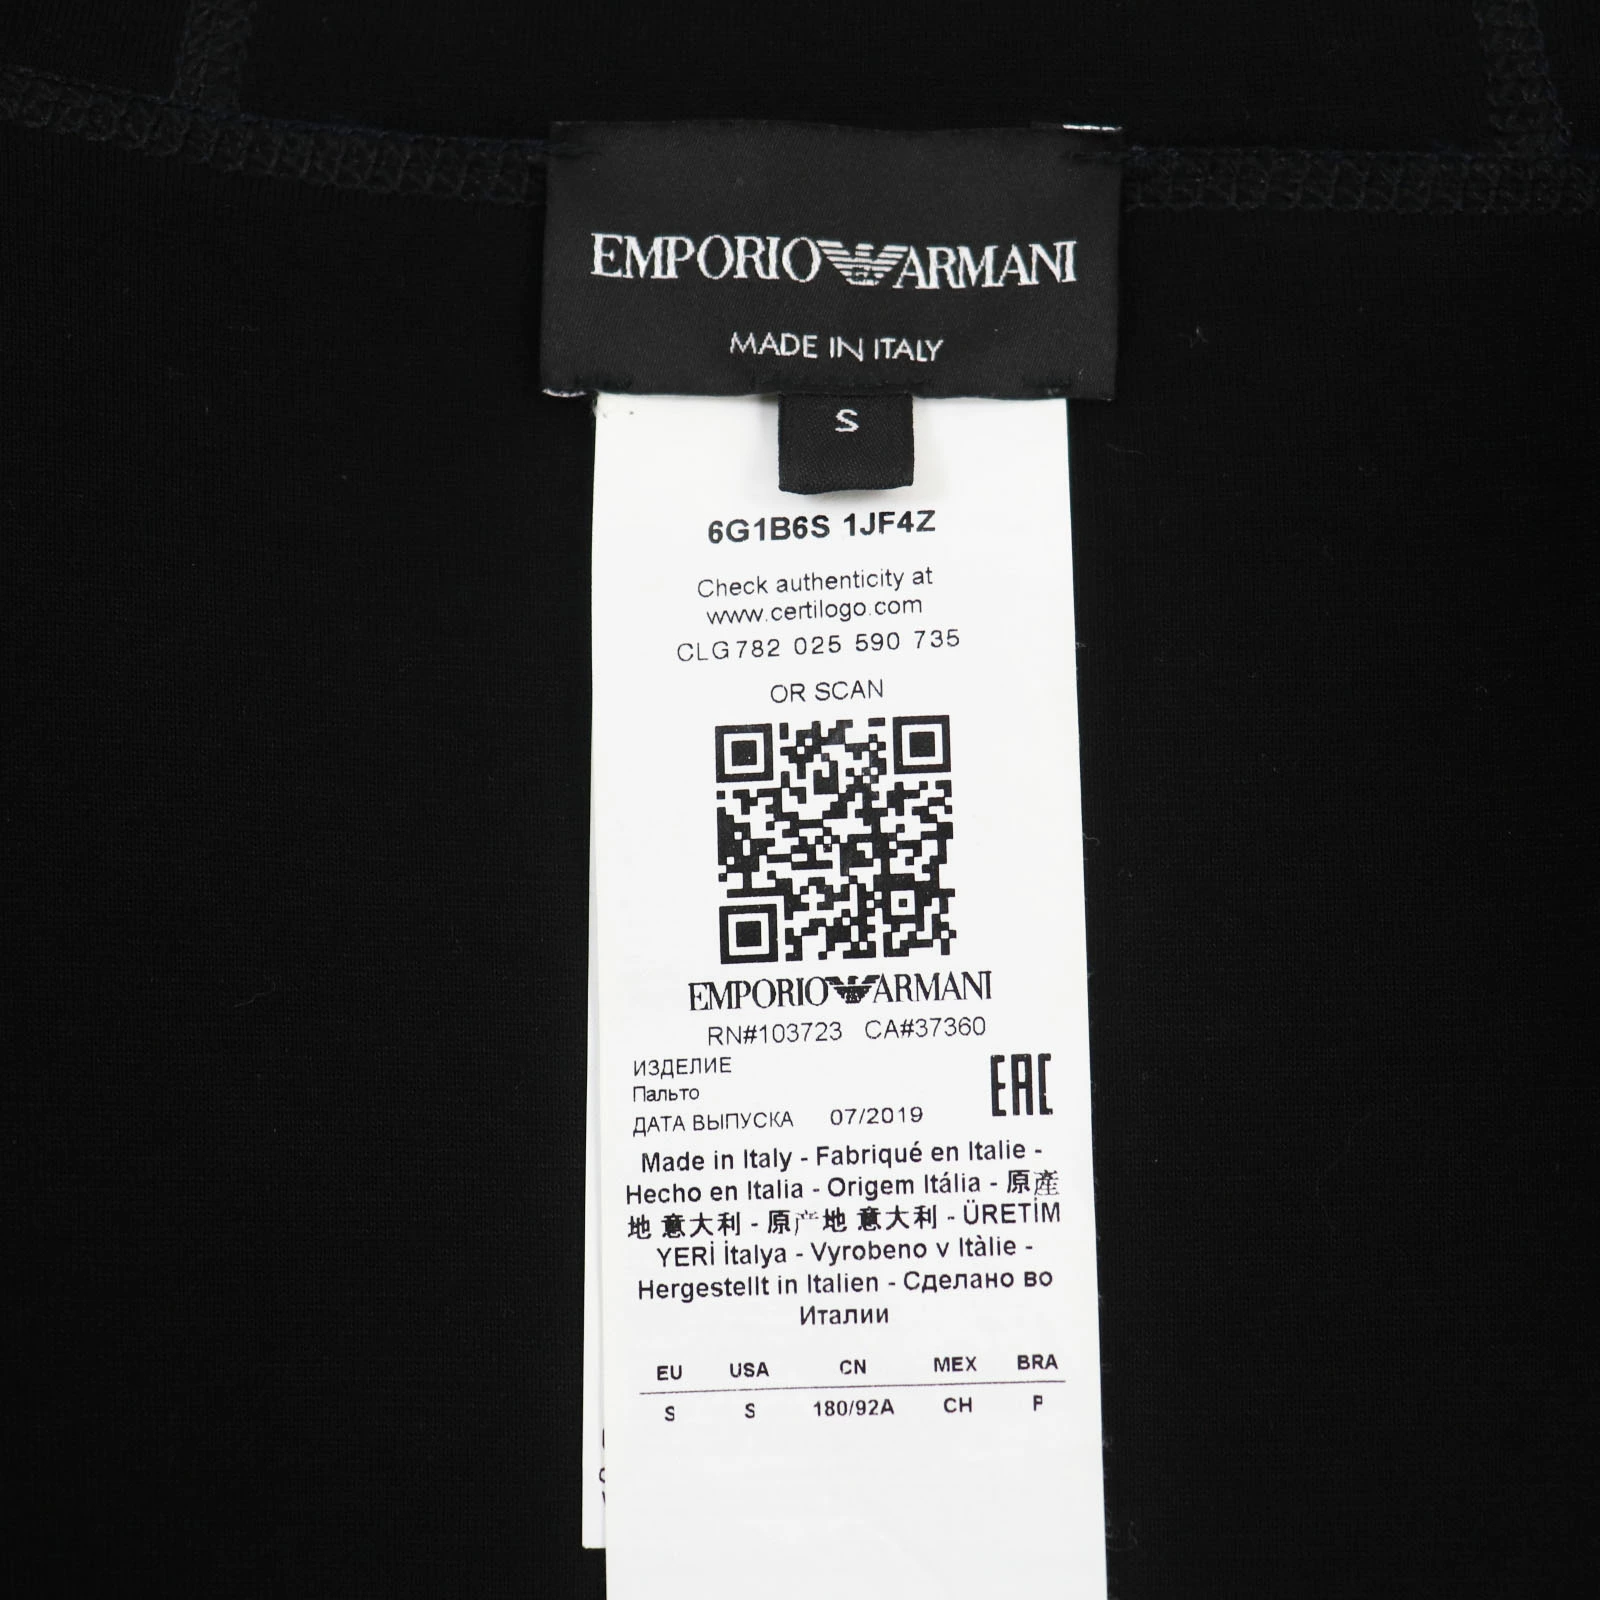 EMPORIO ARMANI
MADE IN ITALY
S
6G1B6S 1JF4Z
Check authenticity at
www.certilogo.com
CLG 782 025 590 735
OR SCAN
EMPORIO ARMANI
RN#103723 CA#37360
ИЗДЕЛИЕ
Пальто
ДАТА ВЫПУСКА 07/2019
EAC
Made in Italy - Fabriqué en Italie -
Hecho en Italia - Origem Itália - 原產
地 意大利 - 原产地 意大利 - ÜRETİM
YERİ İtalya - Vyrobeno v Itàlie -
Hergestellt in Italien - Сделано во
Италии
EU USA CN MEX BRA
S S 180/92A CH P